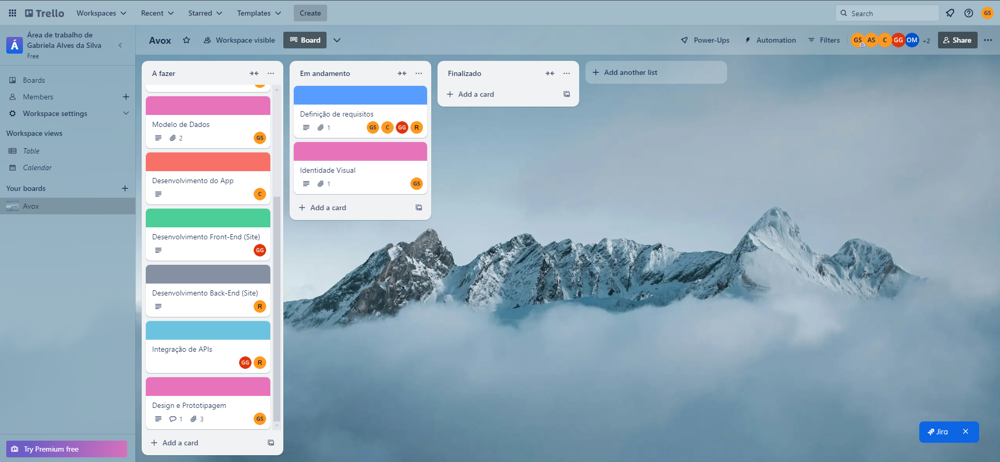 Trello
Workspaces
Recent
Starred
Templates
Create
Search
GS
Á
Área de trabalho de
Gabriela Alves da Silva
Free
Boards
Members
Workspace settings
Workspace views
Table
Calendar
Your boards
Avox
Try Premium free
Avox
Workspace visible
Board
Power-Ups
Automation
Filters
GS
AS
C
GG
OM
+2
Share
A fazer
Modelo de Dados
2
GS
Desenvolvimento do App
C
Desenvolvimento Front-End (Site)
GG
Desenvolvimento Back-End (Site)
R
Integração de APIs
GG
R
Design e Prototipagem
1
3
GS
Add a card
Em andamento
Definição de requisitos
1
GS
C
GG
R
Identidade Visual
1
GS
Add a card
Finalizado
Add a card
Add another list
Jira